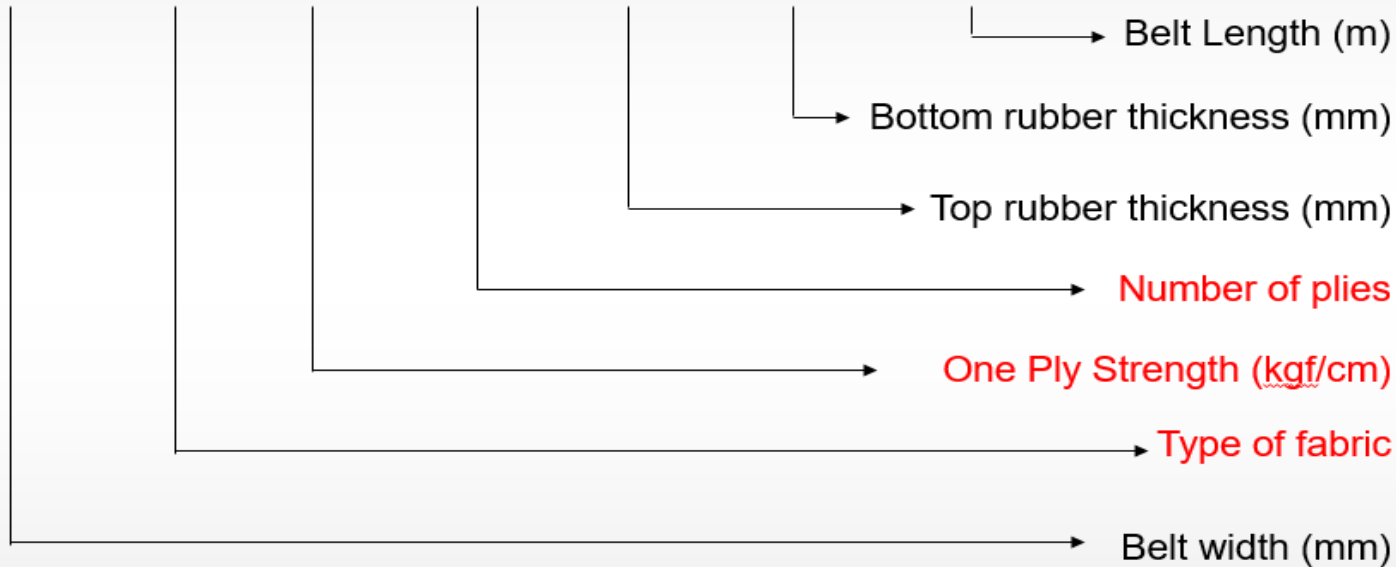 Belt Length (m)
Bottom rubber thickness (mm)
Top rubber thickness (mm)
Number of plies
One Ply Strength (kgf/cm)
Type of fabric
Belt width (mm)